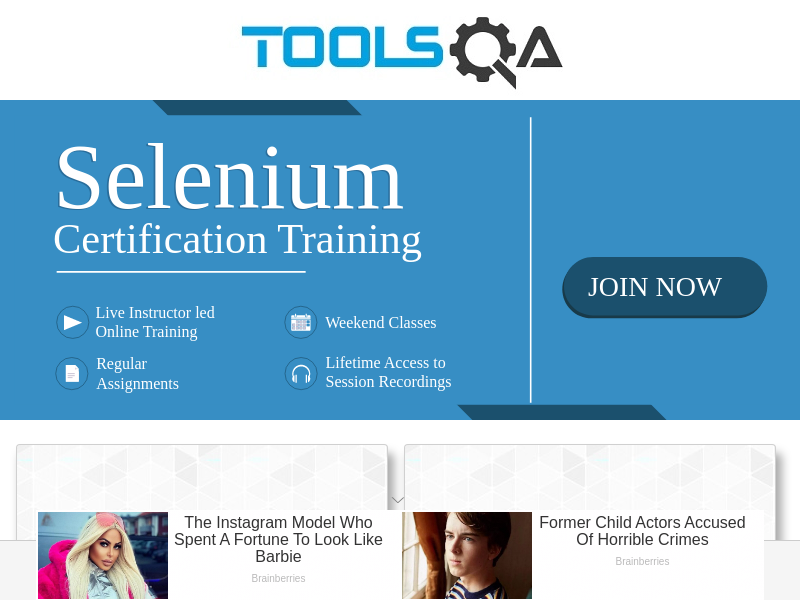 TOOLSQA
Selenium
Certification Training
JOIN NOW
Live Instructor led
Online Training
Weekend Classes
Regular
Assignments
Lifetime Access to
Session Recordings
The Instagram Model Who
Spent A Fortune To Look Like
Barbie
Brainberries
Former Child Actors Accused
Of Horrible Crimes
Brainberries